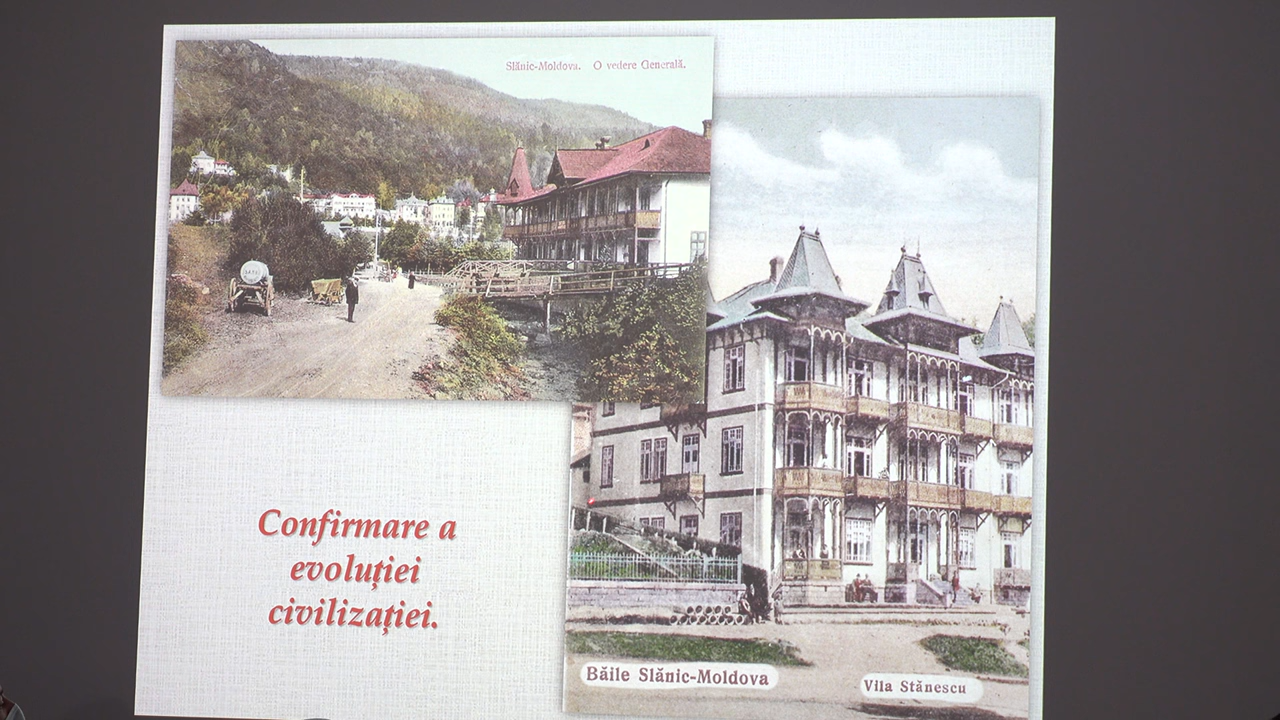 Slănic-Moldova. O vedere Generală.
Confirmare a
evoluției
civilizației.
Băile Slănic-Moldova
Vila Stănescu